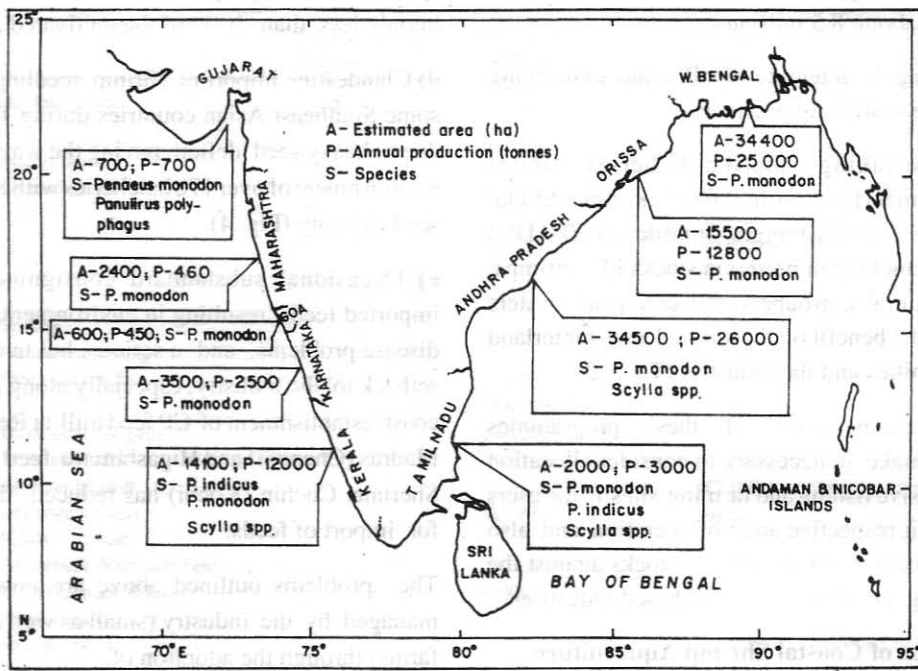 25°
20°
15°
10°
N
5°
70°E
75°
80°
85°
90°
95
GUJARAT
A-700; P-700
S-Penaeus monodon
Panulirus poly-
phagus
A-Estimated area (ha)
P-Annual production (tonnes)
S-Species
W. BENGAL
A-34400
P-25000
S-P. monodon
ORISSA
A-15500
P-12800
S-P. monodon
MAHARASHTRA
A-2400; P-460
S-P. monodon
ANDHRA PRADESH
A-34500; P-26000
S-P. monodon
Scylla spp.
GOA
A-600; P-450; S-P. monodon
KARNATAKA
A-3500; P-2500
S-P. monodon
KERALA
A-14100; P-12000
S-P. indicus
P. monodon
Scylla spp.
TAMIL NADU
A-2000; P-3000
S-P. monodon
P. indicus
Scylla spp.
ANDAMAN & NICOBAR
ISLANDS
ARABIAN SEA
SRI
LANKA
BAY OF BENGAL